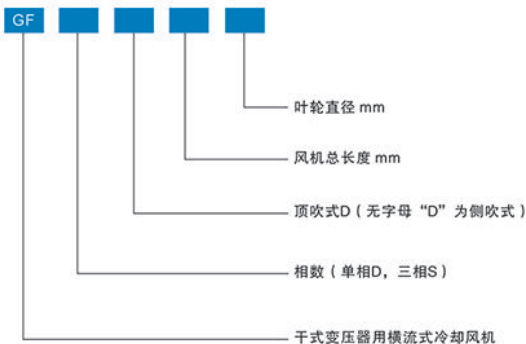 GF
叶轮直径 mm
风机总长度 mm
顶吹式D（无字母“D”为侧吹式）
相数（单相D，三相S）
干式变压器用横流式冷却风机